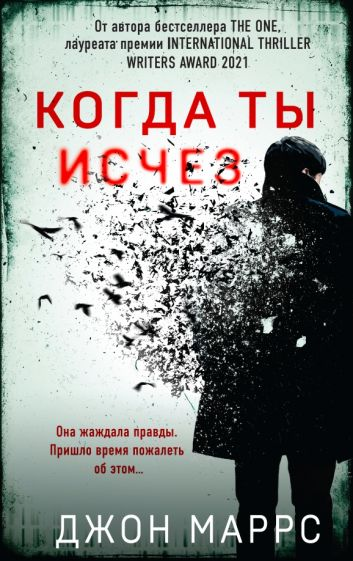 От автора бестселлера THE ONE,
лауреата премии INTERNATIONAL THRILLER
WRITERS AWARD 2021
КОГДА ТЫ
ИСЧЕЗ
Она жаждала правды.
Пришло время пожалеть
об этом...
ДЖОН МАРРС